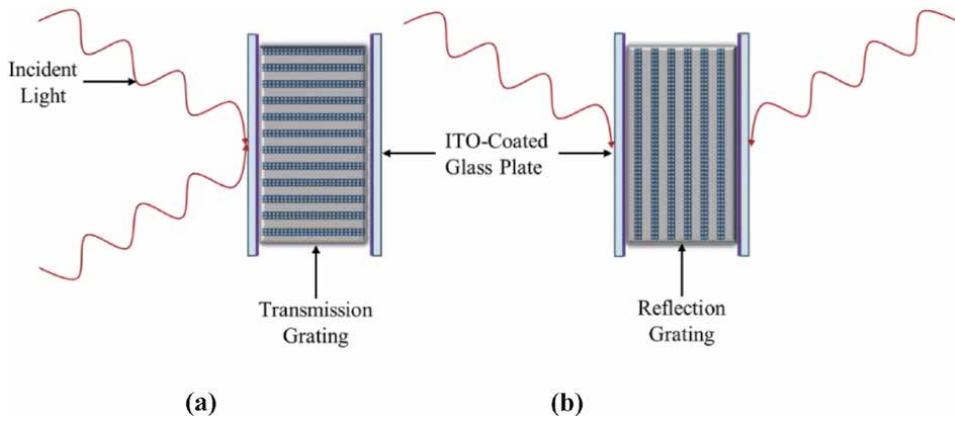 Incident
Light
ITO-Coated
Glass Plate
Transmission
Grating
Reflection
Grating
(a)
(b)